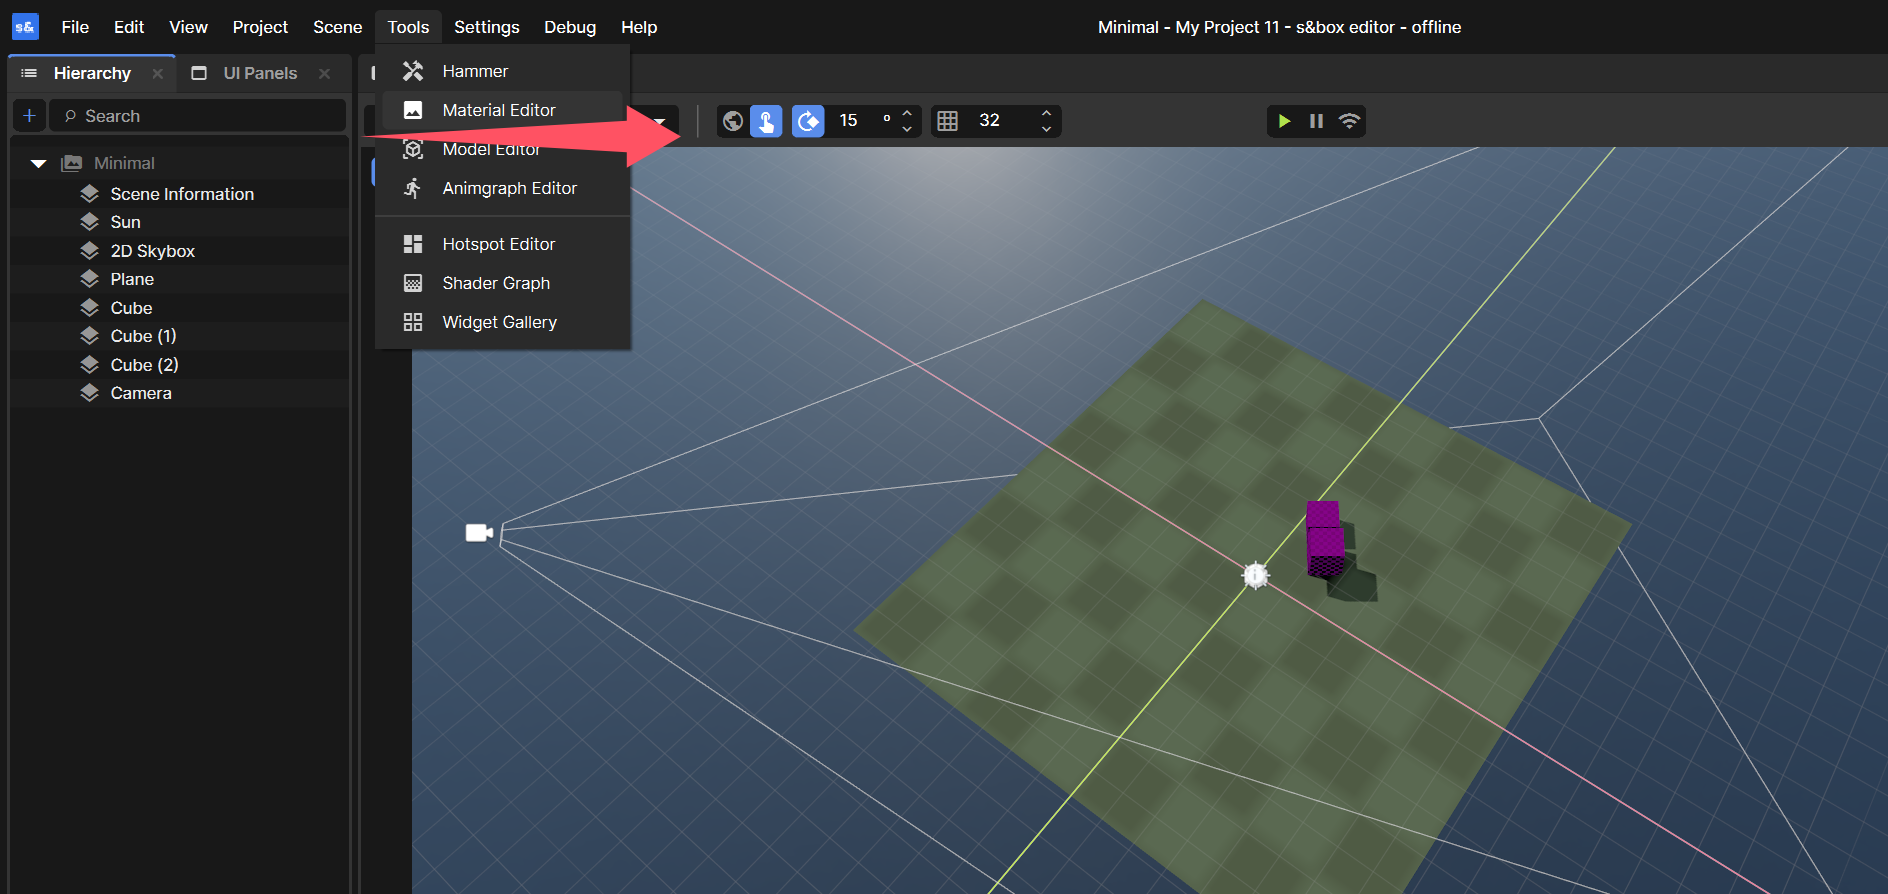 s& File Edit View Project Scene Tools Settings Debug Help Minimal - My Project 11 - s&box editor - offline
Hierarchy UI Panels
Search
15 ° 32
Minimal
Scene Information
Sun
2D Skybox
Plane
Cube
Cube (1)
Cube (2)
Camera
Hammer
Material Editor
Model Editor
Animgraph Editor
Hotspot Editor
Shader Graph
Widget Gallery